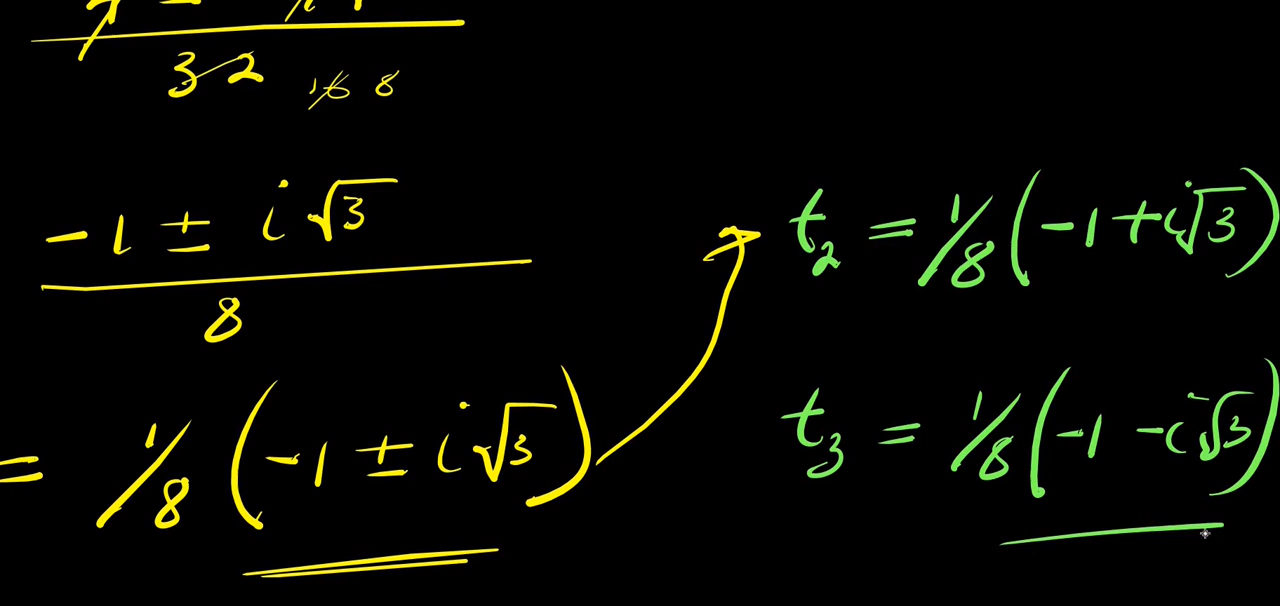 32 16 8
-1 ± i√3
8
= 1/8 (-1 ± i√3)
t₂ = 1/8 (-1 + i√3)
t₃ = 1/8 (-1 - i√3)